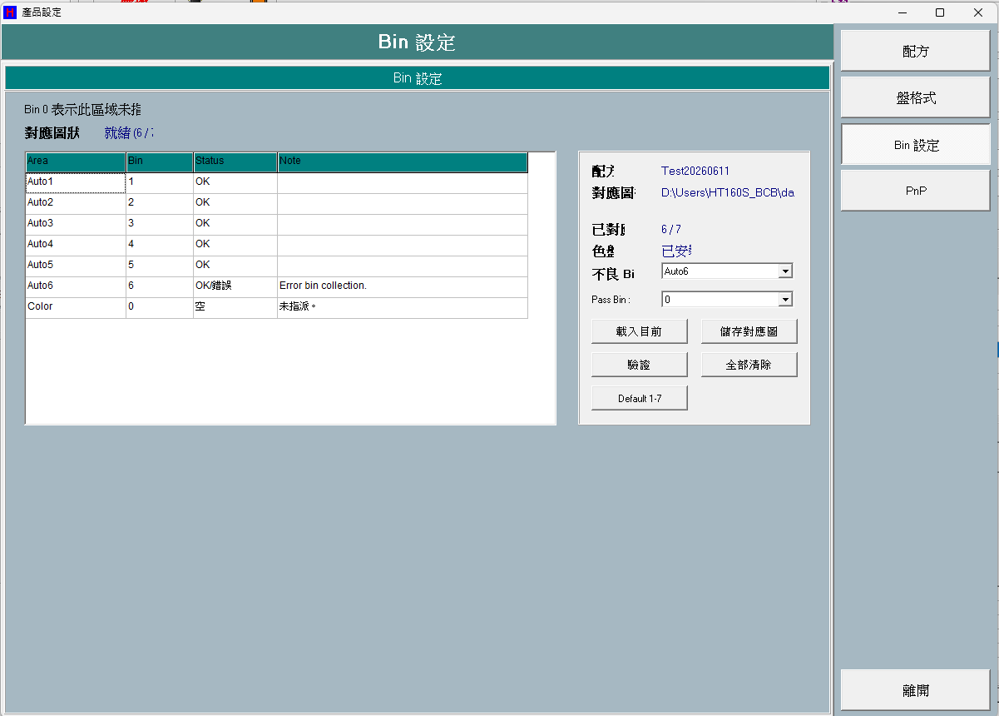 產品設定
Bin 設定
Bin 設定
Bin 0 表示此區域未指
對應圖狀 就緒 (6 / 7
Area Bin Status Note
Auto1 1 OK
Auto2 2 OK
Auto3 3 OK
Auto4 4 OK
Auto5 5 OK
Auto6 6 OK/錯誤 Error bin collection.
Color 0 空 未指派。
配方 Test20260611
對應圖 D:\Users\HT160S_BCB\da
已對 6 / 7
色盤 已安
不良 Bi Auto6
Pass Bin : 0
載入目前 儲存對應圖
驗證 全部清除
Default 1-7
配方
盤格式
Bin 設定
PnP
離開